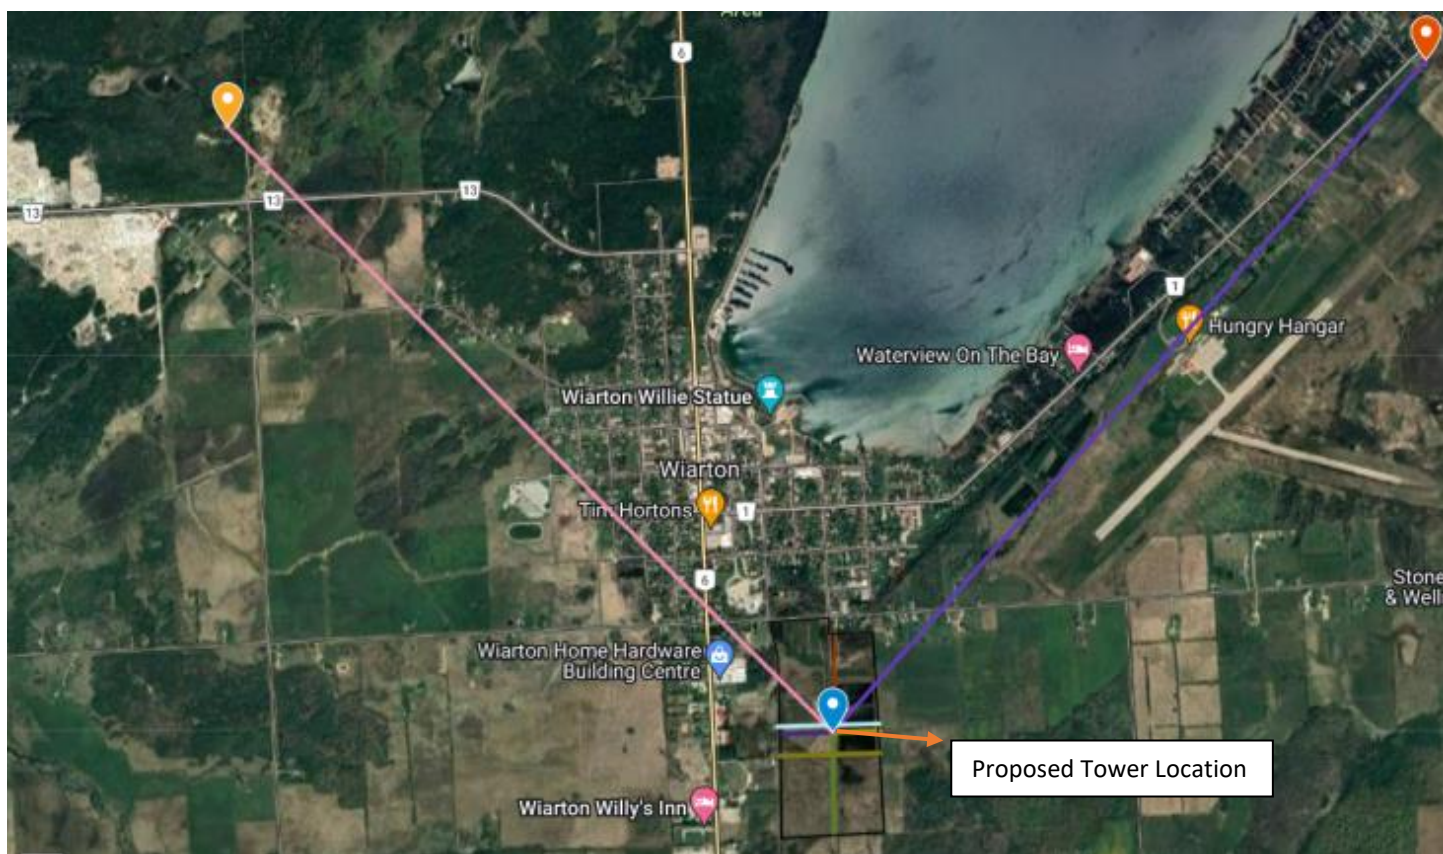 Area
6
13
13
13
1
Hungry Hangar
Waterview On The Bay
Wiarton Willie Statue
Wiarton
Tim Hortons
1
6
Stone
& Well
Wiarton Home Hardware
Building Centre
Proposed Tower Location
Wiarton Willy's Inn